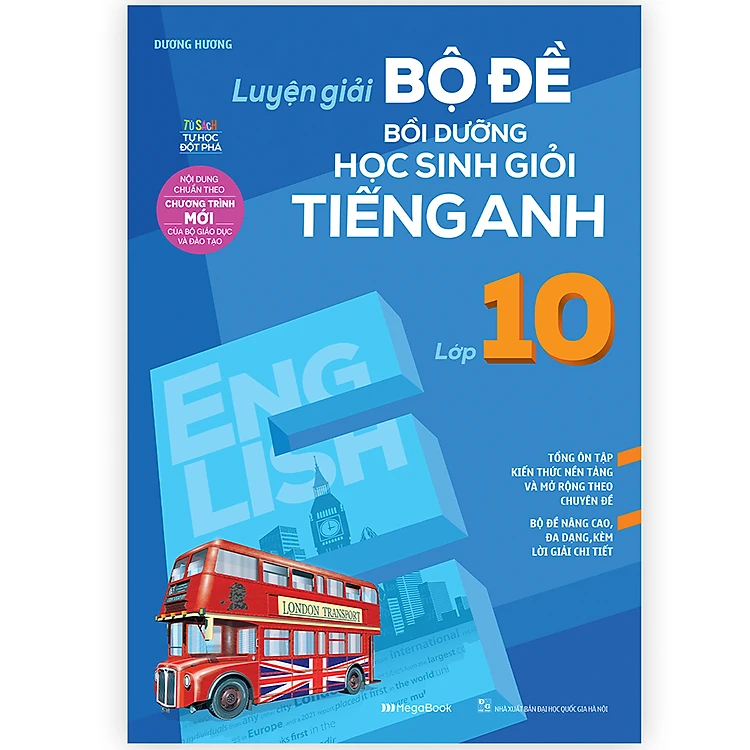 DƯƠNG HƯƠNG
Luyện giải BỘ ĐỀ
BỒI DƯỠNG
HỌC SINH GIỎI
TIẾNG ANH
TỦ SÁCH
TỰ HỌC
ĐỘT PHÁ
NỘI DUNG
CHUẨN THEO
CHƯƠNG TRÌNH
MỚI
CỦA BỘ GIÁO DỤC
VÀ ĐÀO TẠO
Lớp 10
ENG
LISH
TỔNG ÔN TẬP
KIẾN THỨC NỀN TẢNG
VÀ MỞ RỘNG THEO
CHUYÊN ĐỀ
BỘ ĐỀ NÂNG CAO,
ĐA DẠNG, KÈM
LỜI GIẢI CHI TIẾT
LONDON TRANSPORT
international
MegaBook
NHÀ XUẤT BẢN ĐẠI HỌC QUỐC GIA HÀ NỘI